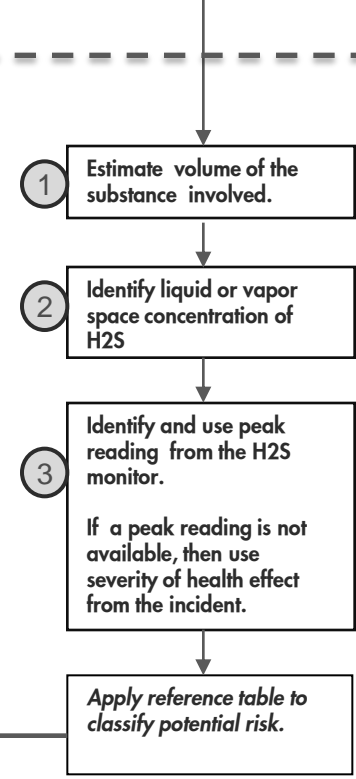 1
Estimate volume of the
substance involved.
2
Identify liquid or vapor
space concentration of
H2S
3
Identify and use peak
reading from the H2S
monitor.
If a peak reading is not
available, then use
severity of health effect
from the incident.
Apply reference table to
classify potential risk.